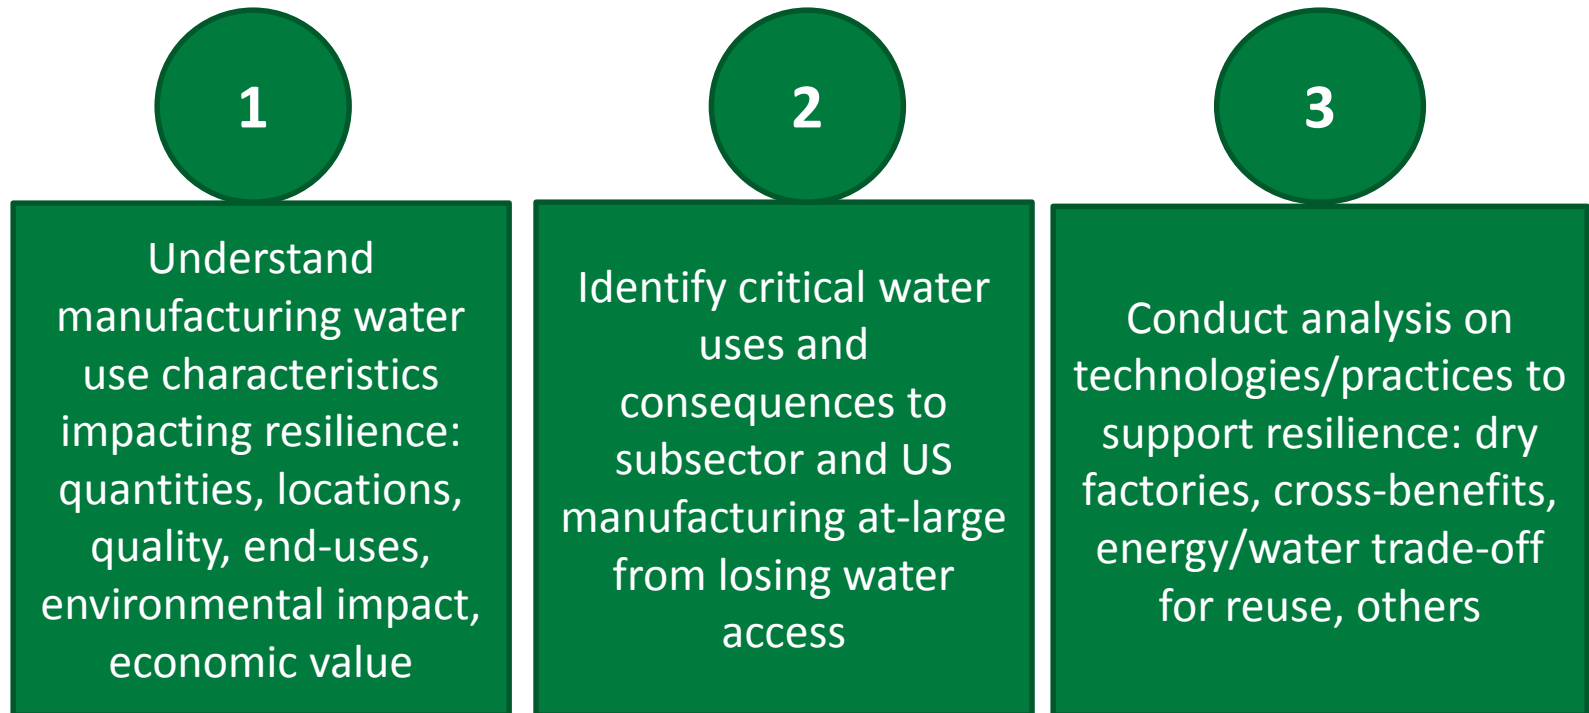 1
Understand
manufacturing water
use characteristics
impacting resilience:
quantities, locations,
quality, end-uses,
environmental impact,
economic value
2
Identify critical water
uses and
consequences to
subsector and US
manufacturing at-large
from losing water
access
3
Conduct analysis on
technologies/practices to
support resilience: dry
factories, cross-benefits,
energy/water trade-off
for reuse, others